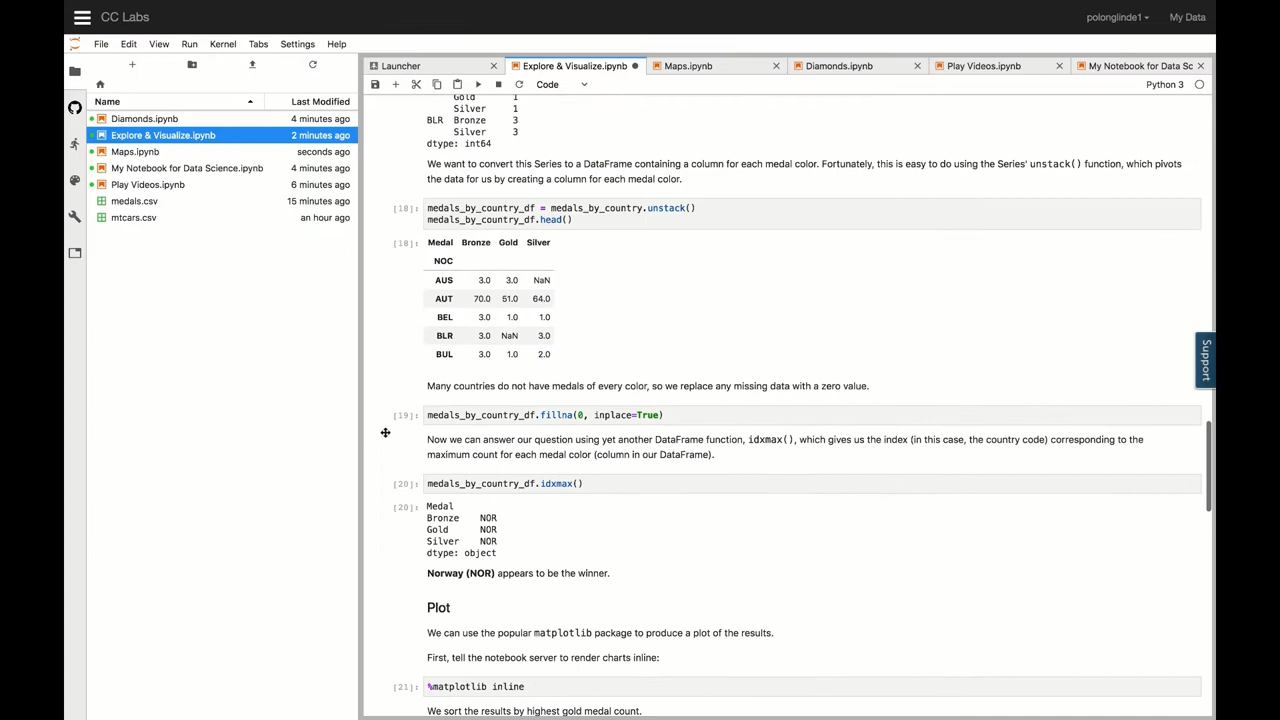 CC Labs
polonglinde1
My Data
File Edit View Run Kernel Tabs Settings Help
Launcher
Explore & Visualize.ipynb
Maps.ipynb
Diamonds.ipynb
Play Videos.ipynb
My Notebook for Data Sc
Code
Python 3
Name Last Modified
Diamonds.ipynb 4 minutes ago
Explore & Visualize.ipynb 2 minutes ago
Maps.ipynb seconds ago
My Notebook for Data Science.ipynb 4 minutes ago
Play Videos.ipynb 6 minutes ago
medals.csv 15 minutes ago
mtcars.csv an hour ago
Gold 1
Silver 1
BLR Bronze 3
Silver 3
dtype: int64
We want to convert this Series to a DataFrame containing a column for each medal color. Fortunately, this is easy to do using the Series' unstack() function, which pivots
the data for us by creating a column for each medal color.
[18]: medals_by_country_df = medals_by_country.unstack()
medals_by_country_df.head()
[18]: Medal Bronze Gold Silver
NOC
AUS 3.0 3.0 NaN
AUT 70.0 51.0 64.0
BEL 3.0 1.0 1.0
BLR 3.0 NaN 3.0
BUL 3.0 1.0 2.0
Many countries do not have medals of every color, so we replace any missing data with a zero value.
[19]: medals_by_country_df.fillna(0, inplace=True)
Now we can answer our question using yet another DataFrame function, idxmax(), which gives us the index (in this case, the country code) corresponding to the
maximum count for each medal color (column in our DataFrame).
[20]: medals_by_country_df.idxmax()
[20]: Medal
Bronze NOR
Gold NOR
Silver NOR
dtype: object
Norway (NOR) appears to be the winner.
Plot
We can use the popular matplotlib package to produce a plot of the results.
First, tell the notebook server to render charts inline:
[21]: %matplotlib inline
We sort the results by highest gold medal count.
Support